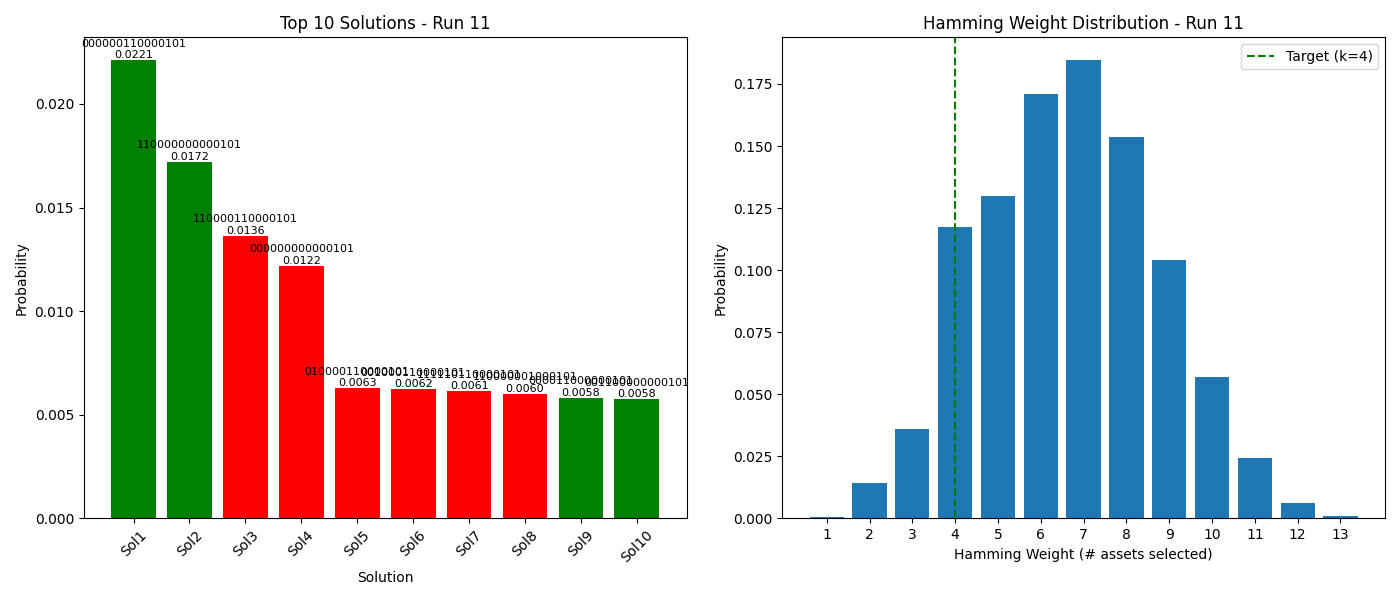 Top 10 Solutions - Run 11
000000110000101
0.0221
110000000000101
0.0172
110000110000101
0.0136
000000000000101
0.0122
0.0063
0.0062
0.0061
0.0060
0.0058
0.0058
Probability
0.020
0.015
0.010
0.005
0.000
Sol1
Sol2
Sol3
Sol4
Sol5
Sol6
Sol7
Sol8
Sol9
Sol10
Solution
Hamming Weight Distribution - Run 11
Target (k=4)
Probability
0.175
0.150
0.125
0.100
0.075
0.050
0.025
0.000
1 2 3 4 5 6 7 8 9 10 11 12 13
Hamming Weight (# assets selected)